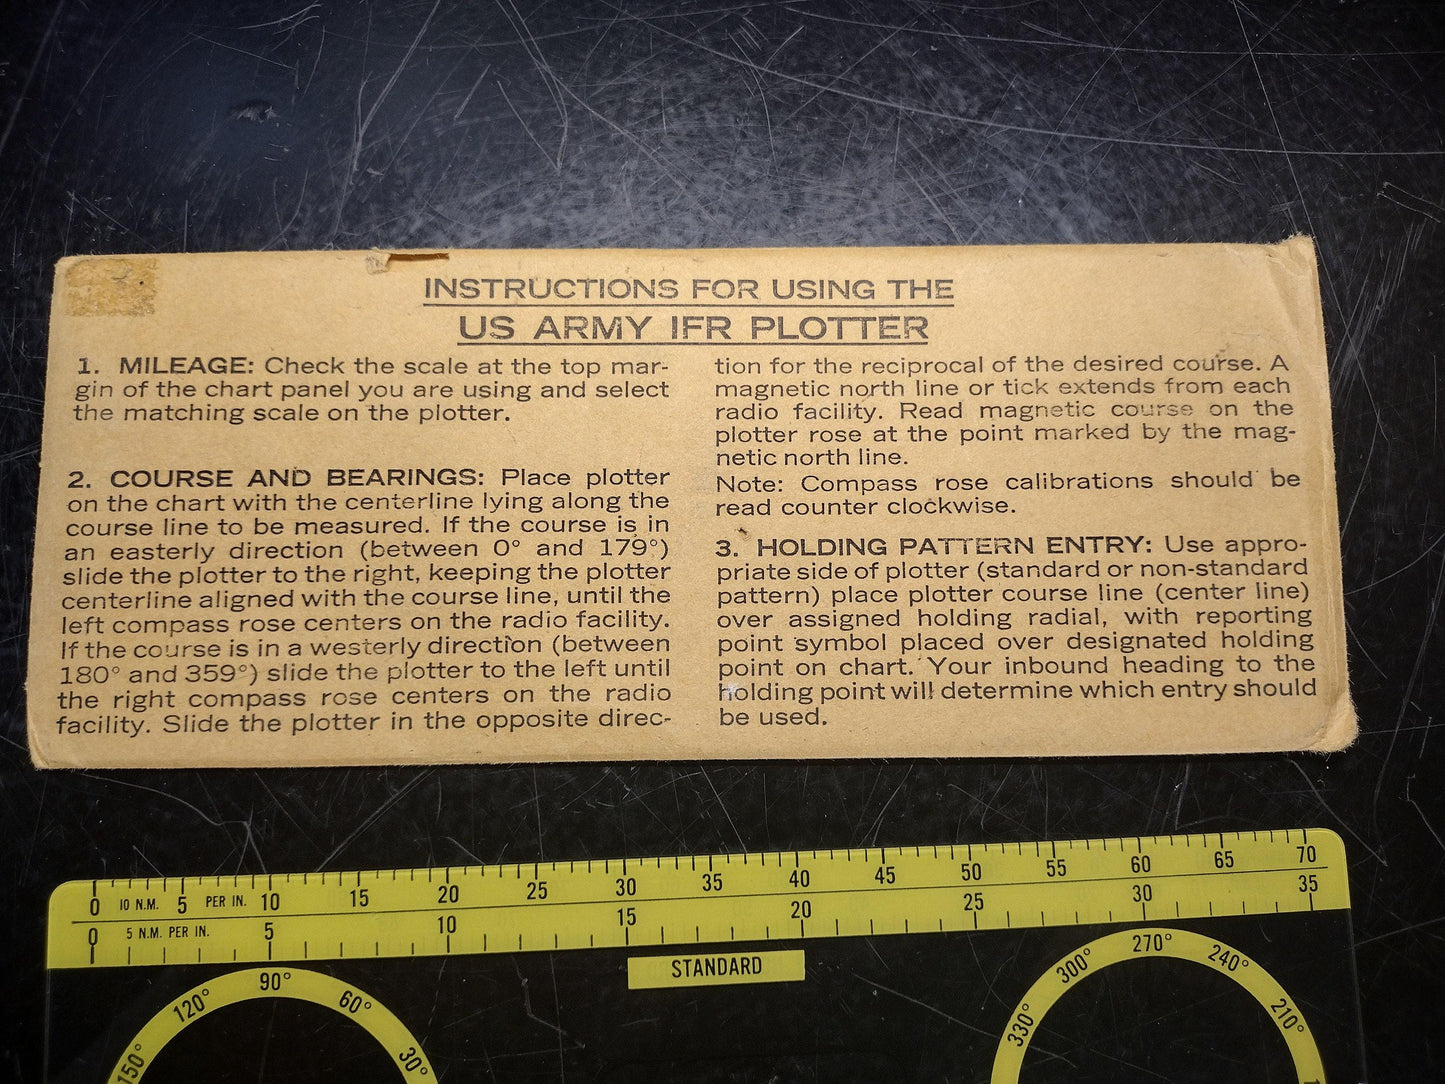 INSTRUCTIONS FOR USING THE
US ARMY IFR PLOTTER
1. MILEAGE: Check the scale at the top mar-
gin of the chart panel you are using and select
the matching scale on the plotter.
2. COURSE AND BEARINGS: Place plotter
on the chart with the centerline lying along the
course line to be measured. If the course is in
an easterly direction (between 0° and 179°)
slide the plotter to the right, keeping the plotter
centerline aligned with the course line, until the
left compass rose centers on the radio facility.
If the course is in a westerly direction (between
180° and 359°) slide the plotter to the left until
the right compass rose centers on the radio
facility. Slide the plotter in the opposite direc-
tion for the reciprocal of the desired course. A
magnetic north line or tick extends from each
radio facility. Read magnetic course on the
plotter rose at the point marked by the mag-
netic north line.
Note: Compass rose calibrations should be
read counter clockwise.
3. HOLDING PATTERN ENTRY: Use appro-
priate side of plotter (standard or non-standard
pattern) place plotter course line (center line)
over assigned holding radial, with reporting
point symbol placed over designated holding
point on chart. Your inbound heading to the
holding point will determine which entry should
be used.
0 10 N.M. 5 PER IN. 10 15 20 25 30 35 40 45 50 55 60 65 70
0 5 N.M. PER IN. 5 10 15 20 25 30 35
STANDARD
150° 120° 90° 60° 30°
330° 300° 270° 240° 210°